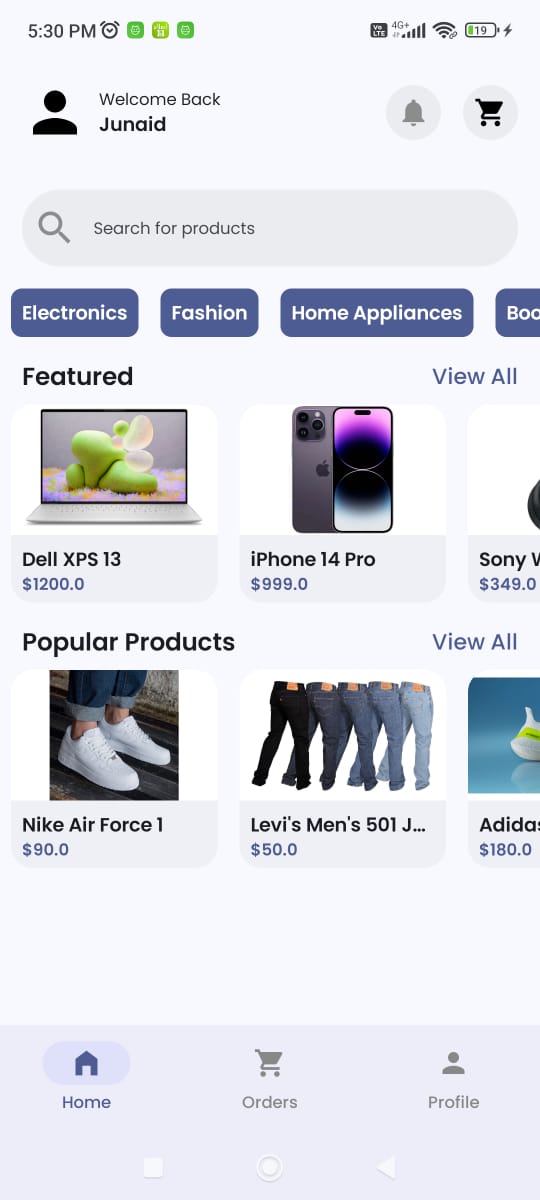 5:30 PM
Vo LTE 4G+ 19
Welcome Back
Junaid
Search for products
Electronics Fashion Home Appliances Boo
Featured View All
Dell XPS 13 iPhone 14 Pro Sony W
$1200.0 $999.0 $349.0
Popular Products View All
Nike Air Force 1 Levi's Men's 501 J... Adidas
$90.0 $50.0 $180.0
Home Orders Profile